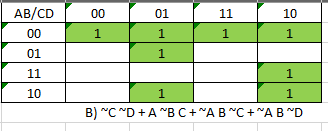 AB/CD 00 01 11 10
00 1 1 1 1
01 1
11 1
10 1 1
B) ~C ~D + A ~B C + ~A B ~C + ~A B ~D